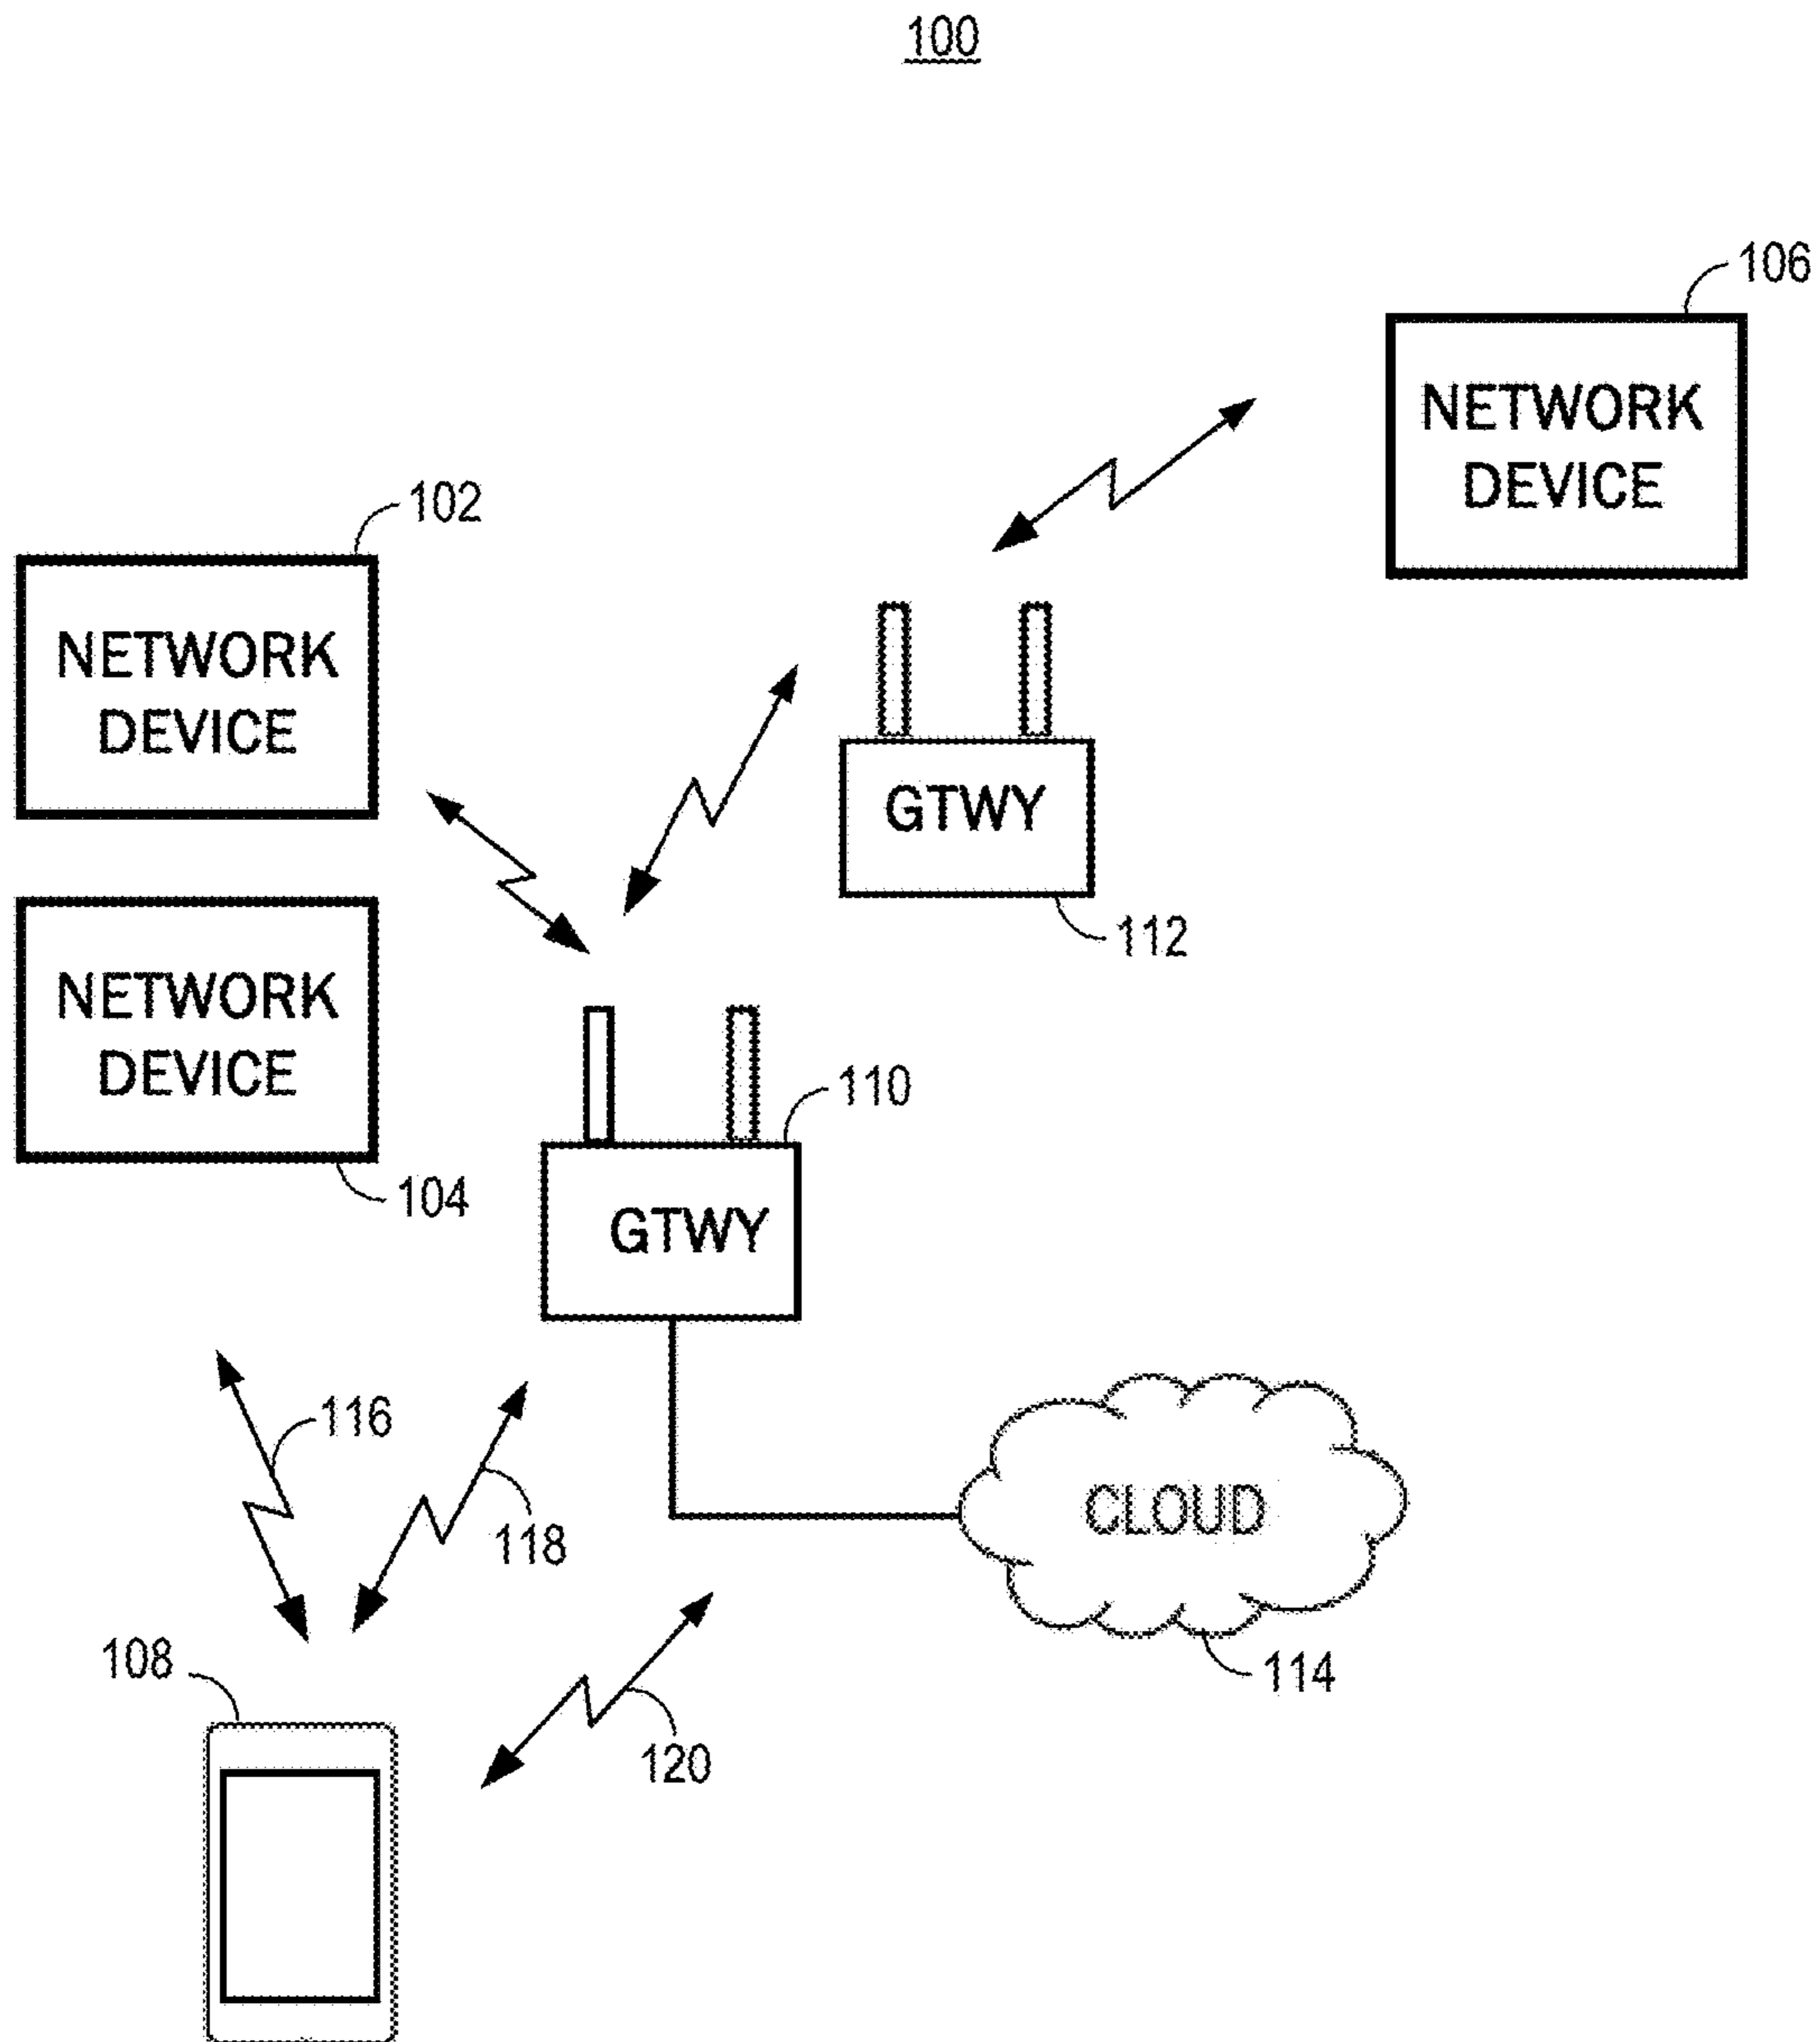 100
106
NETWORK
DEVICE
102
NETWORK
DEVICE
GTWY
112
NETWORK
DEVICE
104
110
GTWY
116
118
CLOUD
114
108
120